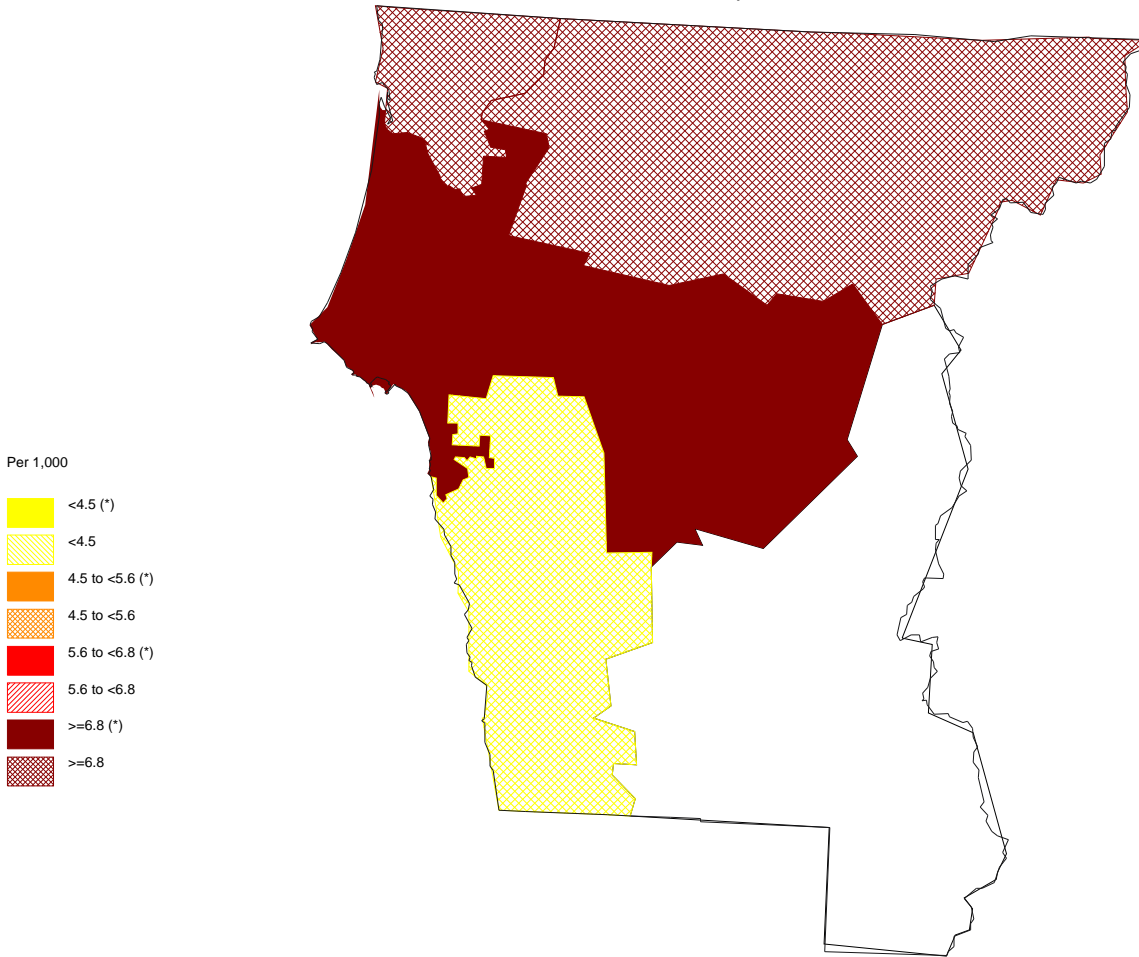 Per 1,000
<4.5 (*)
<4.5
4.5 to <5.6 (*)
4.5 to <5.6
5.6 to <6.8 (*)
5.6 to <6.8
>=6.8 (*)
>=6.8